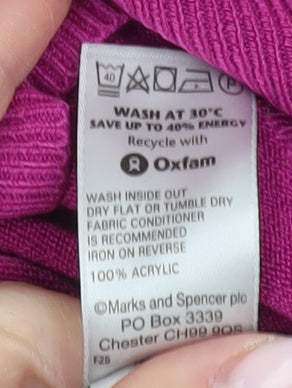 40
P
WASH AT 30°C
SAVE UP TO 40% ENERGY
Recycle with
Oxfam
WASH INSIDE OUT
DRY FLAT OR TUMBLE DRY
FABRIC CONDITIONER
IS RECOMMENDED
IRON ON REVERSE
100% ACRYLIC
©Marks and Spencer plc
PO Box 3339
Chester CH99 9QS
F25